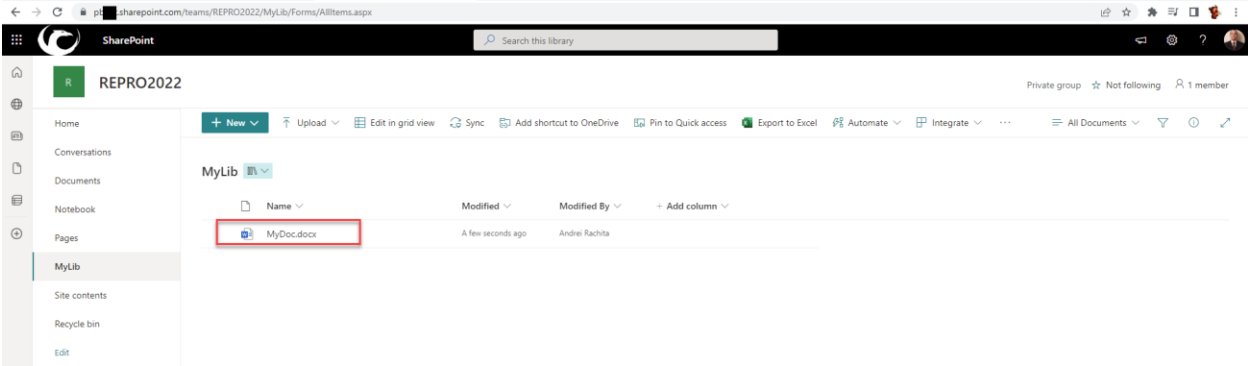 .sharepoint.com/teams/REPRO2022/MyLib/Forms/AllItems.aspx
SharePoint
Search this library
?
R
REPRO2022
Private group Not following 1 member
Home
Conversations
Documents
Notebook
Pages
MyLib
Site contents
Recycle bin
Edit
+ New Upload Edit in grid view Sync Add shortcut to OneDrive Pin to Quick access Export to Excel Automate Integrate ··· All Documents
MyLib
Name Modified Modified By + Add column
MyDoc.docx A few seconds ago Andrei Rachita